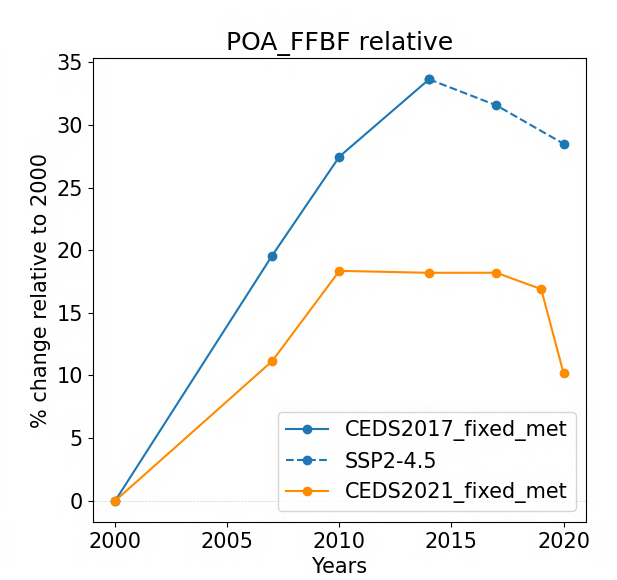 POA_FFBF relative
% change relative to 2000
35
30
25
20
15
10
5
0
CEDS2017_fixed_met
SSP2-4.5
CEDS2021_fixed_met
2000 2005 2010 2015 2020
Years